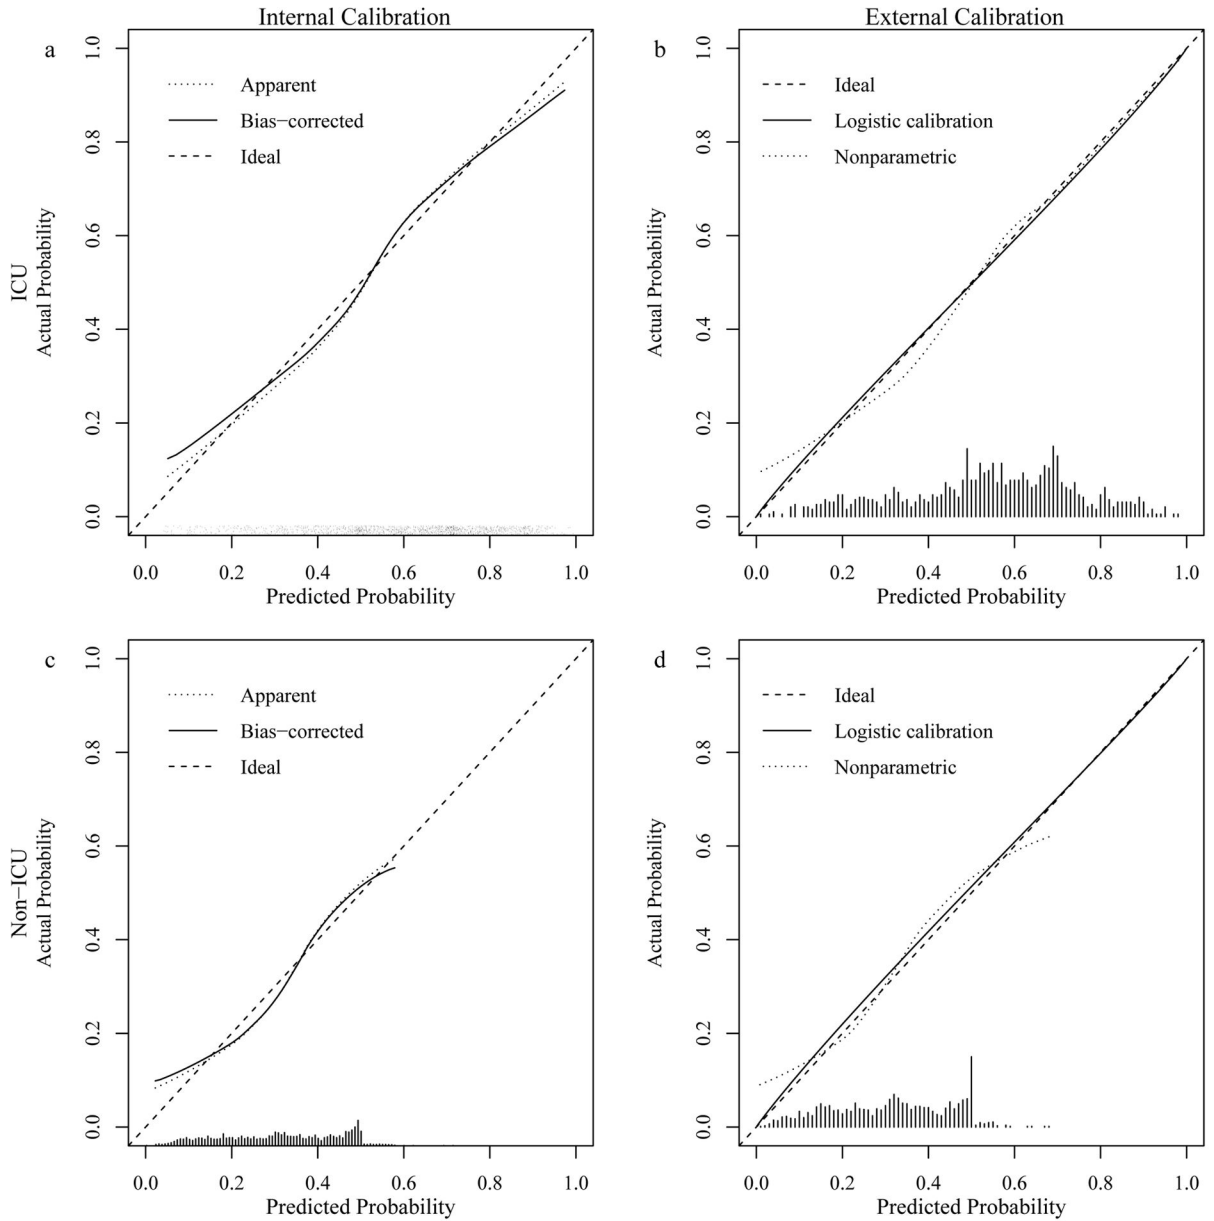 Internal Calibration
External Calibration
a
Apparent
Bias−corrected
Ideal
ICU
Actual Probability
0.0 0.2 0.4 0.6 0.8 1.0
0.0 0.2 0.4 0.6 0.8 1.0
Predicted Probability
b
Ideal
Logistic calibration
Nonparametric
Actual Probability
0.0 0.2 0.4 0.6 0.8 1.0
0.0 0.2 0.4 0.6 0.8 1.0
Predicted Probability
c
Apparent
Bias−corrected
Ideal
Non−ICU
Actual Probability
0.0 0.2 0.4 0.6 0.8 1.0
0.0 0.2 0.4 0.6 0.8 1.0
Predicted Probability
d
Ideal
Logistic calibration
Nonparametric
Actual Probability
0.0 0.2 0.4 0.6 0.8 1.0
0.0 0.2 0.4 0.6 0.8 1.0
Predicted Probability